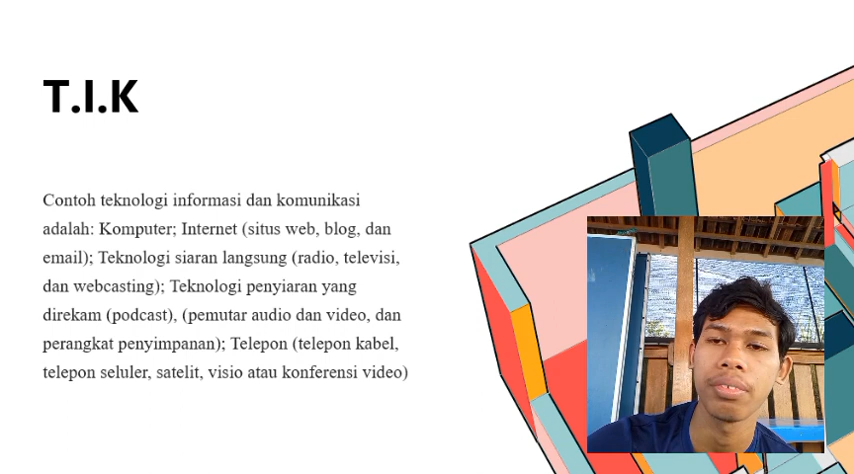 T.I.K
Contoh teknologi informasi dan komunikasi
adalah: Komputer; Internet (situs web, blog, dan
email); Teknologi siaran langsung (radio, televisi,
dan webcasting); Teknologi penyiaran yang
direkam (podcast), (pemutar audio dan video, dan
perangkat penyimpanan); Telepon (telepon kabel,
telepon seluler, satelit, visio atau konferensi video)